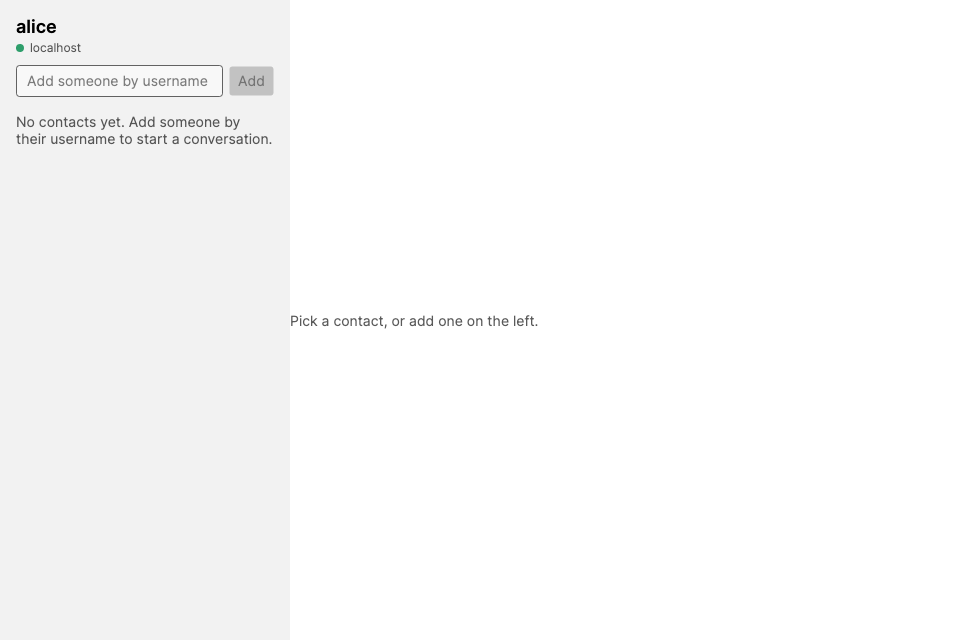 alice
localhost
Add someone by username
Add
No contacts yet. Add someone by
their username to start a conversation.
Pick a contact, or add one on the left.